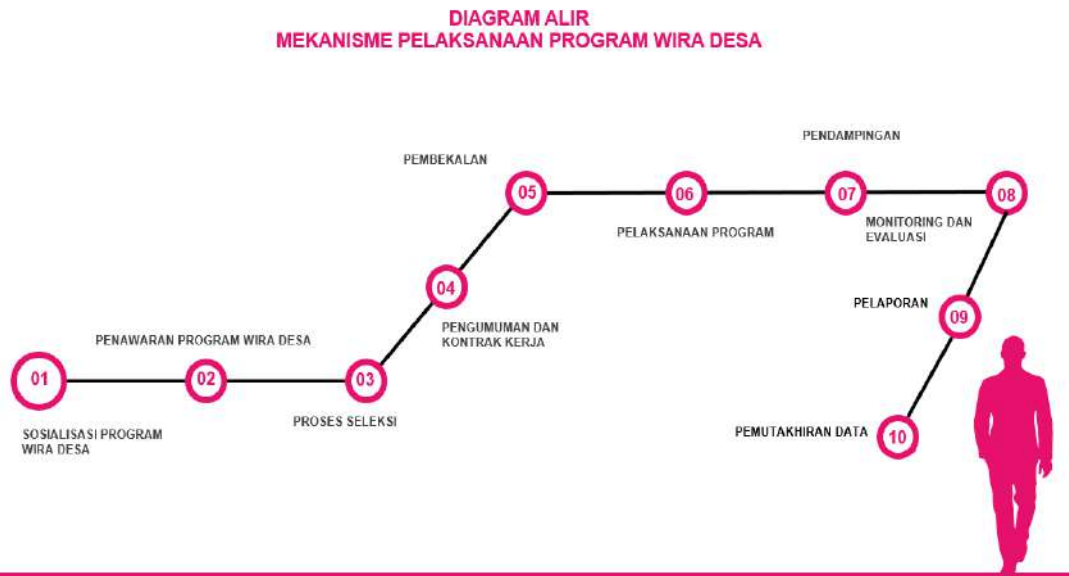 DIAGRAM ALIR
MEKANISME PELAKSANAAN PROGRAM WIRA DESA
01
SOSIALISASI PROGRAM
WIRA DESA
02
PENAWARAN PROGRAM WIRA DESA
03
PROSES SELEKSI
04
PENGUMUMAN DAN
KONTRAK KERJA
05
PEMBEKALAN
06
PELAKSANAAN PROGRAM
07
PENDAMPINGAN
08
MONITORING DAN
EVALUASI
09
PELAPORAN
10
PEMUTAKHIRAN DATA